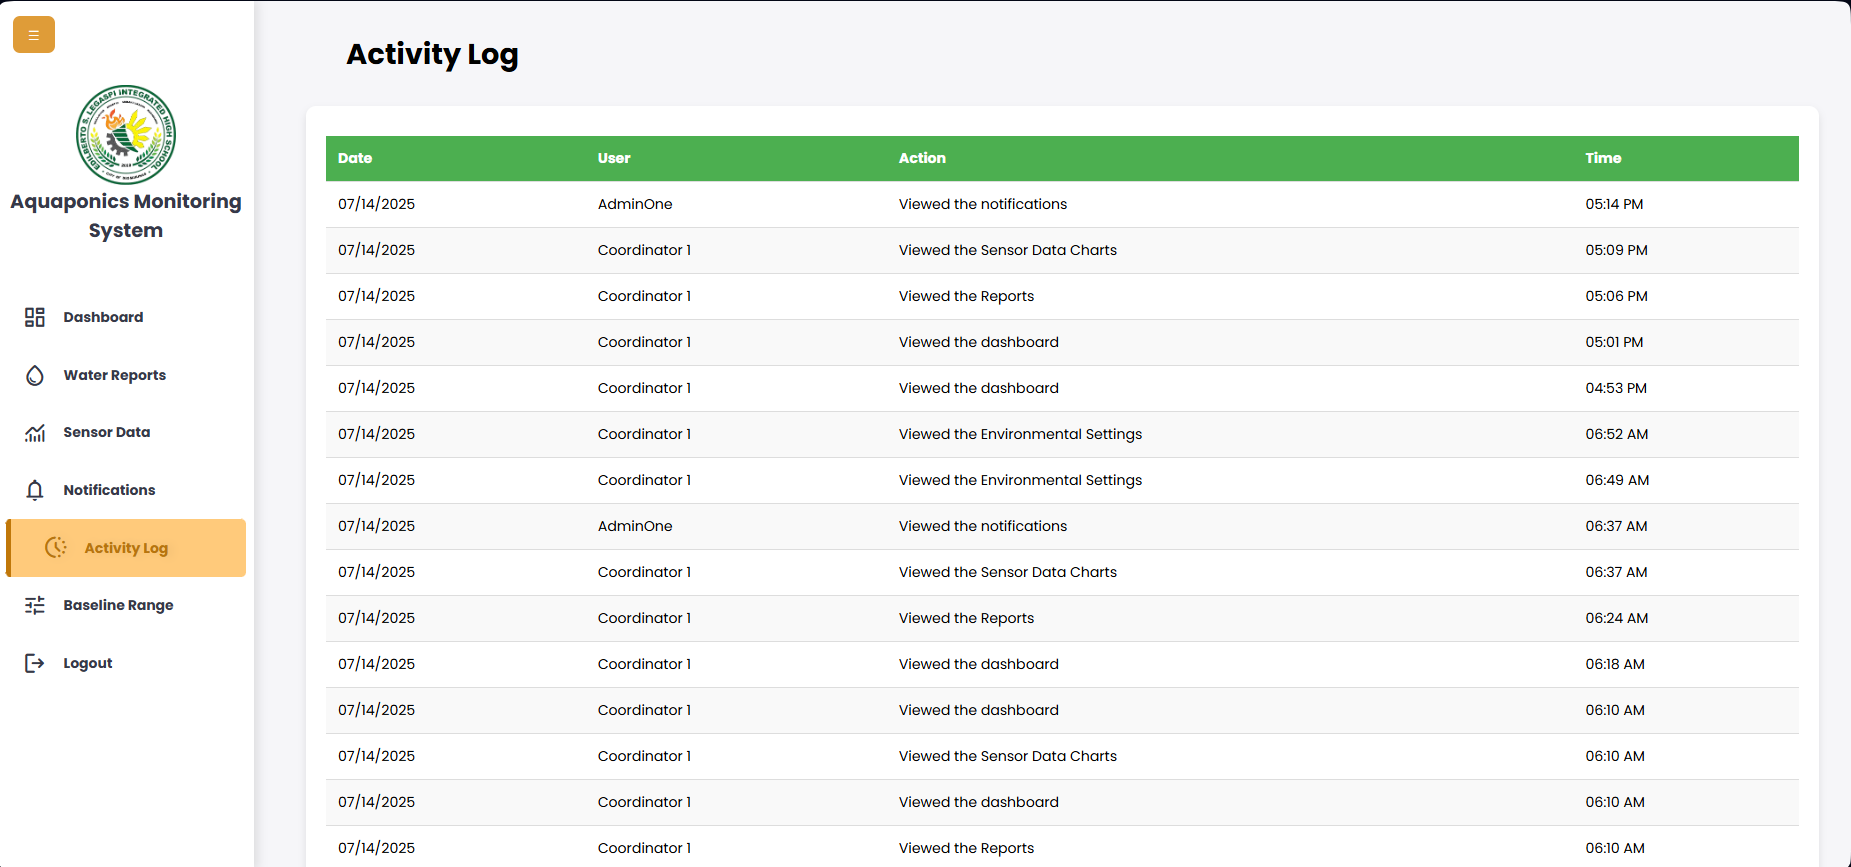 ☰
Activity Log
EDILBERTO S. LEGASPI INTEGRATED HIGH SCHOOL
Aquaponics Monitoring
System
Dashboard
Water Reports
Sensor Data
Notifications
Activity Log
Baseline Range
Logout
Date User Action Time
07/14/2025 AdminOne Viewed the notifications 05:14 PM
07/14/2025 Coordinator 1 Viewed the Sensor Data Charts 05:09 PM
07/14/2025 Coordinator 1 Viewed the Reports 05:06 PM
07/14/2025 Coordinator 1 Viewed the dashboard 05:01 PM
07/14/2025 Coordinator 1 Viewed the dashboard 04:53 PM
07/14/2025 Coordinator 1 Viewed the Environmental Settings 06:52 AM
07/14/2025 Coordinator 1 Viewed the Environmental Settings 06:49 AM
07/14/2025 AdminOne Viewed the notifications 06:37 AM
07/14/2025 Coordinator 1 Viewed the Sensor Data Charts 06:37 AM
07/14/2025 Coordinator 1 Viewed the Reports 06:24 AM
07/14/2025 Coordinator 1 Viewed the dashboard 06:18 AM
07/14/2025 Coordinator 1 Viewed the dashboard 06:10 AM
07/14/2025 Coordinator 1 Viewed the Sensor Data Charts 06:10 AM
07/14/2025 Coordinator 1 Viewed the dashboard 06:10 AM
07/14/2025 Coordinator 1 Viewed the Reports 06:10 AM